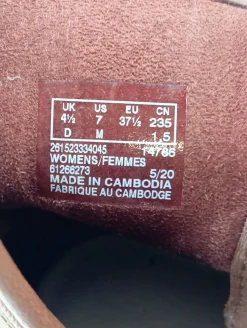 UK US EU CN
4½ 7 37½ 235
D M 1,5
261523334045 14766
WOMENS/FEMMES
61266273 5/20
MADE IN CAMBODIA
FABRIQUE AU CAMBODGE